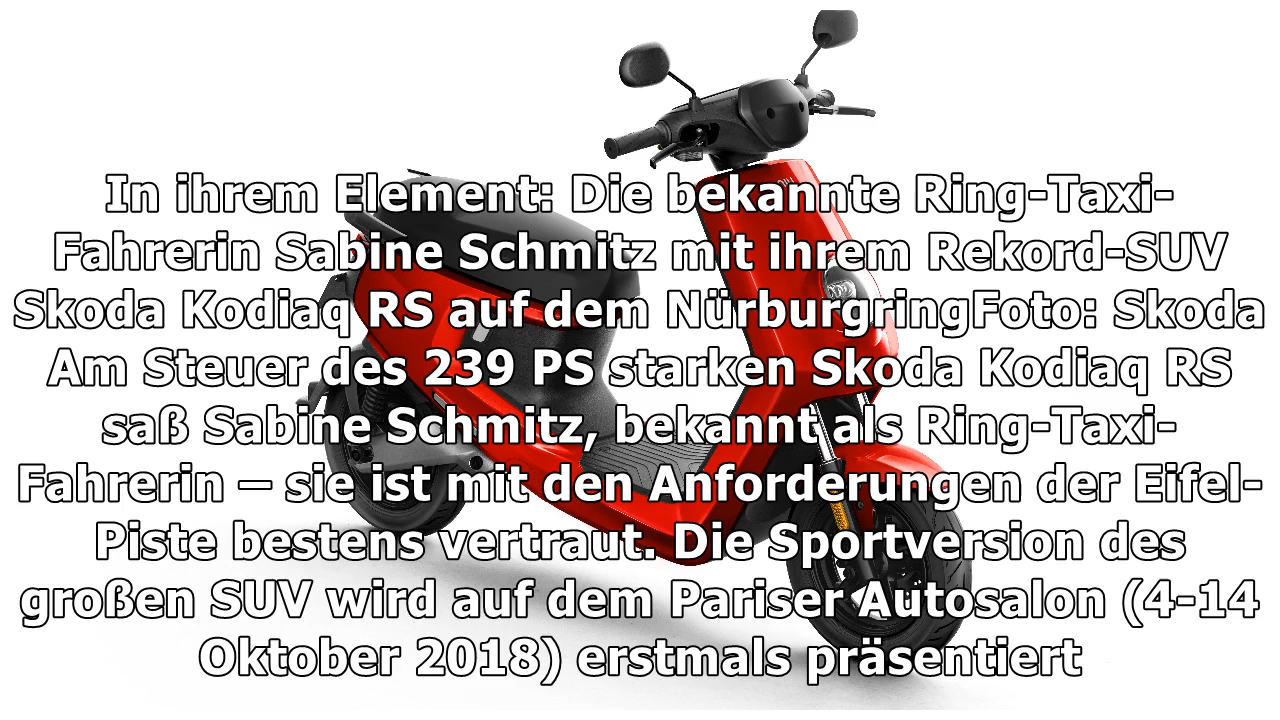 In ihrem Element: Die bekannte Ring-Taxi-
Fahrerin Sabine Schmitz mit ihrem Rekord-SUV
Skoda Kodiaq RS auf dem NürburgringFoto: Skoda
Am Steuer des 239 PS starken Skoda Kodiaq RS
saß Sabine Schmitz, bekannt als Ring-Taxi-
Fahrerin – sie ist mit den Anforderungen der Eifel-
Piste bestens vertraut. Die Sportversion des
großen SUV wird auf dem Pariser Autosalon (4-14
Oktober 2018) erstmals präsentiert